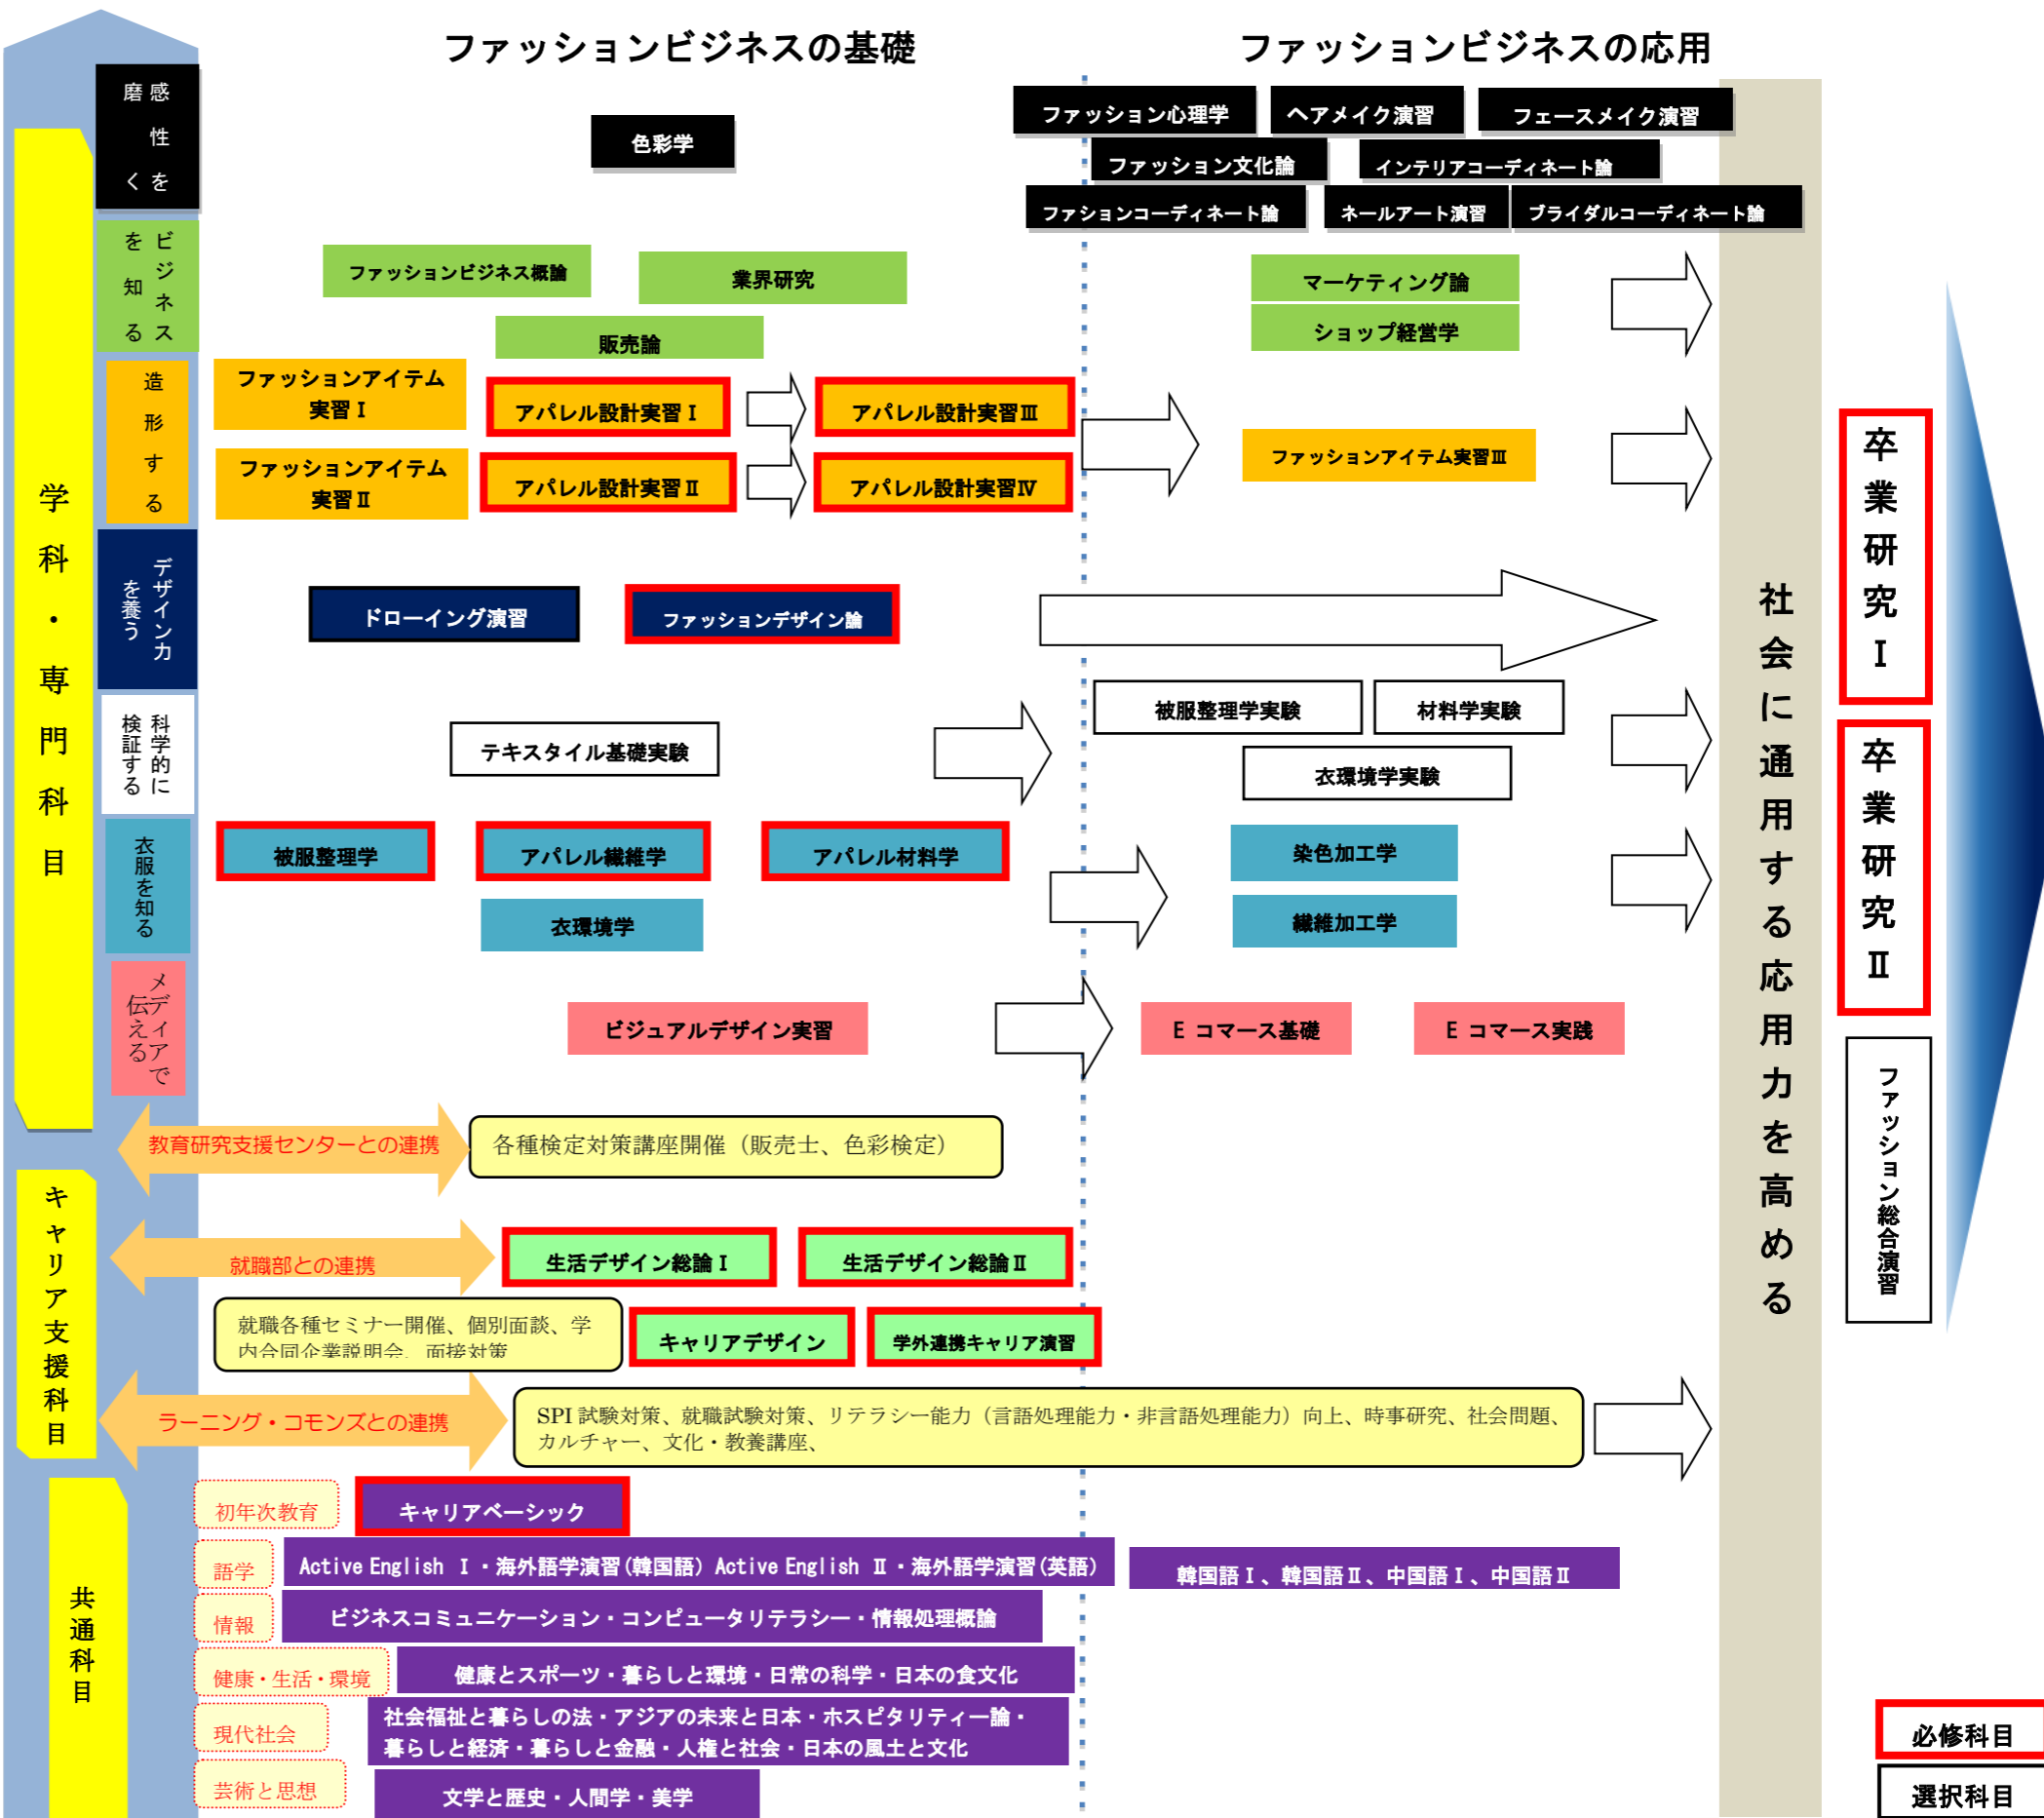 ファッションビジネスの基礎
ファッションビジネスの応用
感性を
磨く
色彩学
ファッション心理学
ヘアメイク演習
フェースメイク演習
ファッション文化論
インテリアコーディネート論
ファションコーディネート論
ネールアート演習
ブライダルコーディネート論
ビジネス
を知る
ファッションビジネス概論
業界研究
販売論
マーケティング論
ショップ経営学
造形する
ファッションアイテム
実習Ⅰ
アパレル設計実習Ⅰ
アパレル設計実習Ⅲ
ファッションアイテム
実習Ⅱ
アパレル設計実習Ⅱ
アパレル設計実習Ⅳ
ファッションアイテム実習Ⅲ
学科・専門科目
デザイン力
を養う
ドローイング演習
ファッションデザイン論
科学的に
検証する
テキスタイル基礎実験
被服整理学実験
材料学実験
衣環境学実験
衣服を知る
被服整理学
アパレル繊維学
アパレル材料学
衣環境学
染色加工学
繊維加工学
メディアで
伝える
ビジュアルデザイン実習
E コマース基礎
E コマース実践
社会に通用する応用力を高める
卒業研究Ⅰ
卒業研究Ⅱ
ファッション総合演習
教育研究支援センターとの連携
各種検定対策講座開催（販売士、色彩検定）
キャリア支援科目
就職部との連携
生活デザイン総論Ⅰ
生活デザイン総論Ⅱ
就職各種セミナー開催、個別面談、学
内合同企業説明会、面接対策
キャリアデザイン
学外連携キャリア演習
ラーニング・コモンズとの連携
SPI 試験対策、就職試験対策、リテラシー能力（言語処理能力・非言語処理能力）向上、時事研究、社会問題、
カルチャー、文化・教養講座、
共通科目
初年次教育
キャリアベーシック
語学
Active English Ⅰ・海外語学演習(韓国語) Active English Ⅱ・海外語学演習(英語)
韓国語Ⅰ、韓国語Ⅱ、中国語Ⅰ、中国語Ⅱ
情報
ビジネスコミュニケーション・コンピュータリテラシー・情報処理概論
健康・生活・環境
健康とスポーツ・暮らしと環境・日常の科学・日本の食文化
現代社会
社会福祉と暮らしの法・アジアの未来と日本・ホスピタリティー論・
暮らしと経済・暮らしと金融・人権と社会・日本の風土と文化
芸術と思想
文学と歴史・人間学・美学
必修科目
選択科目